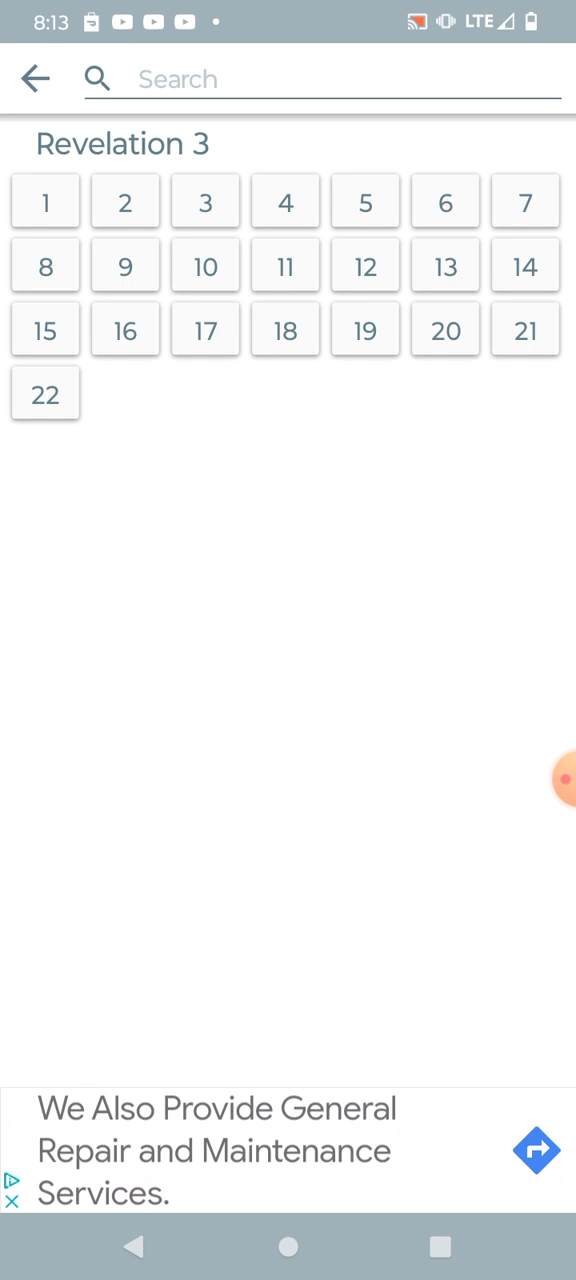 8:13 LTE
Search
Revelation 3
1 2 3 4 5 6 7
8 9 10 11 12 13 14
15 16 17 18 19 20 21
22
We Also Provide General
Repair and Maintenance
Services.